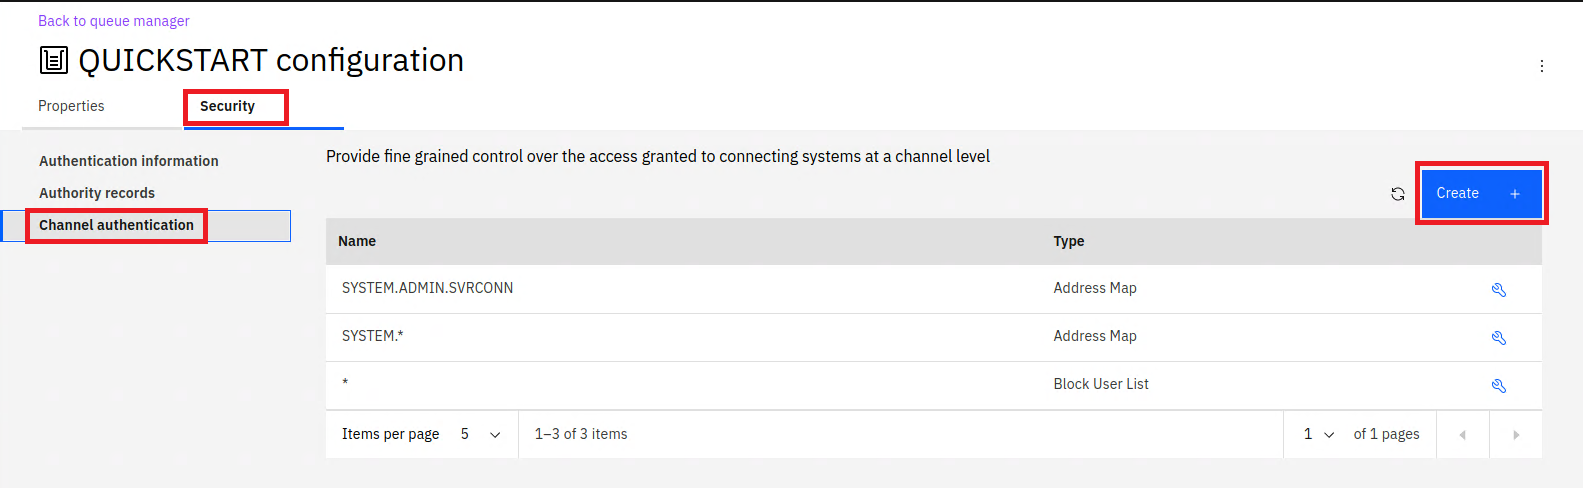 Back to queue manager
QUICKSTART configuration
Properties
Security
Authentication information
Authority records
Channel authentication
Provide fine grained control over the access granted to connecting systems at a channel level
Create +
Name Type
SYSTEM.ADMIN.SVRCONN Address Map
SYSTEM.* Address Map
* Block User List
Items per page 5 1–3 of 3 items 1 of 1 pages